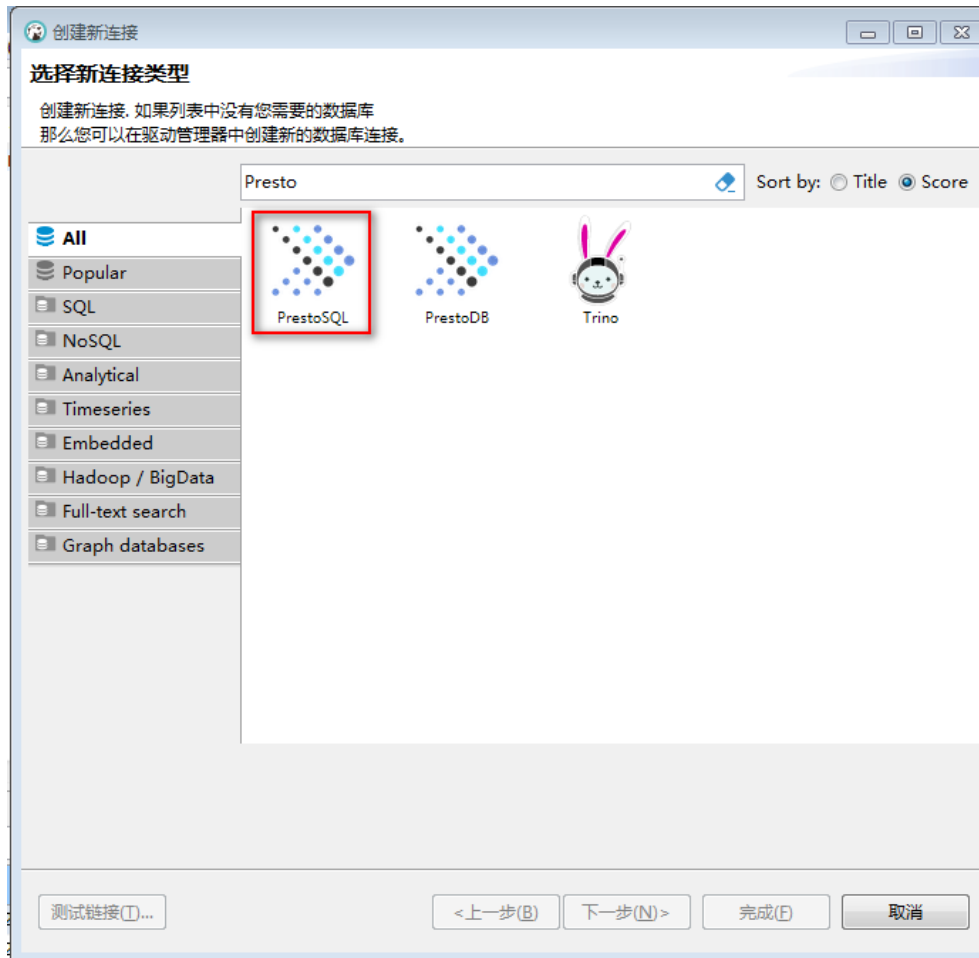 创建新连接
选择新连接类型
创建新连接. 如果列表中没有您需要的数据库
那么您可以在驱动管理器中创建新的数据库连接。
Presto
Sort by: Title Score
All
Popular
SQL
NoSQL
Analytical
Timeseries
Embedded
Hadoop / BigData
Full-text search
Graph databases
PrestoSQL PrestoDB Trino
测试链接(T)... <上一步(B) 下一步(N)> 完成(F) 取消